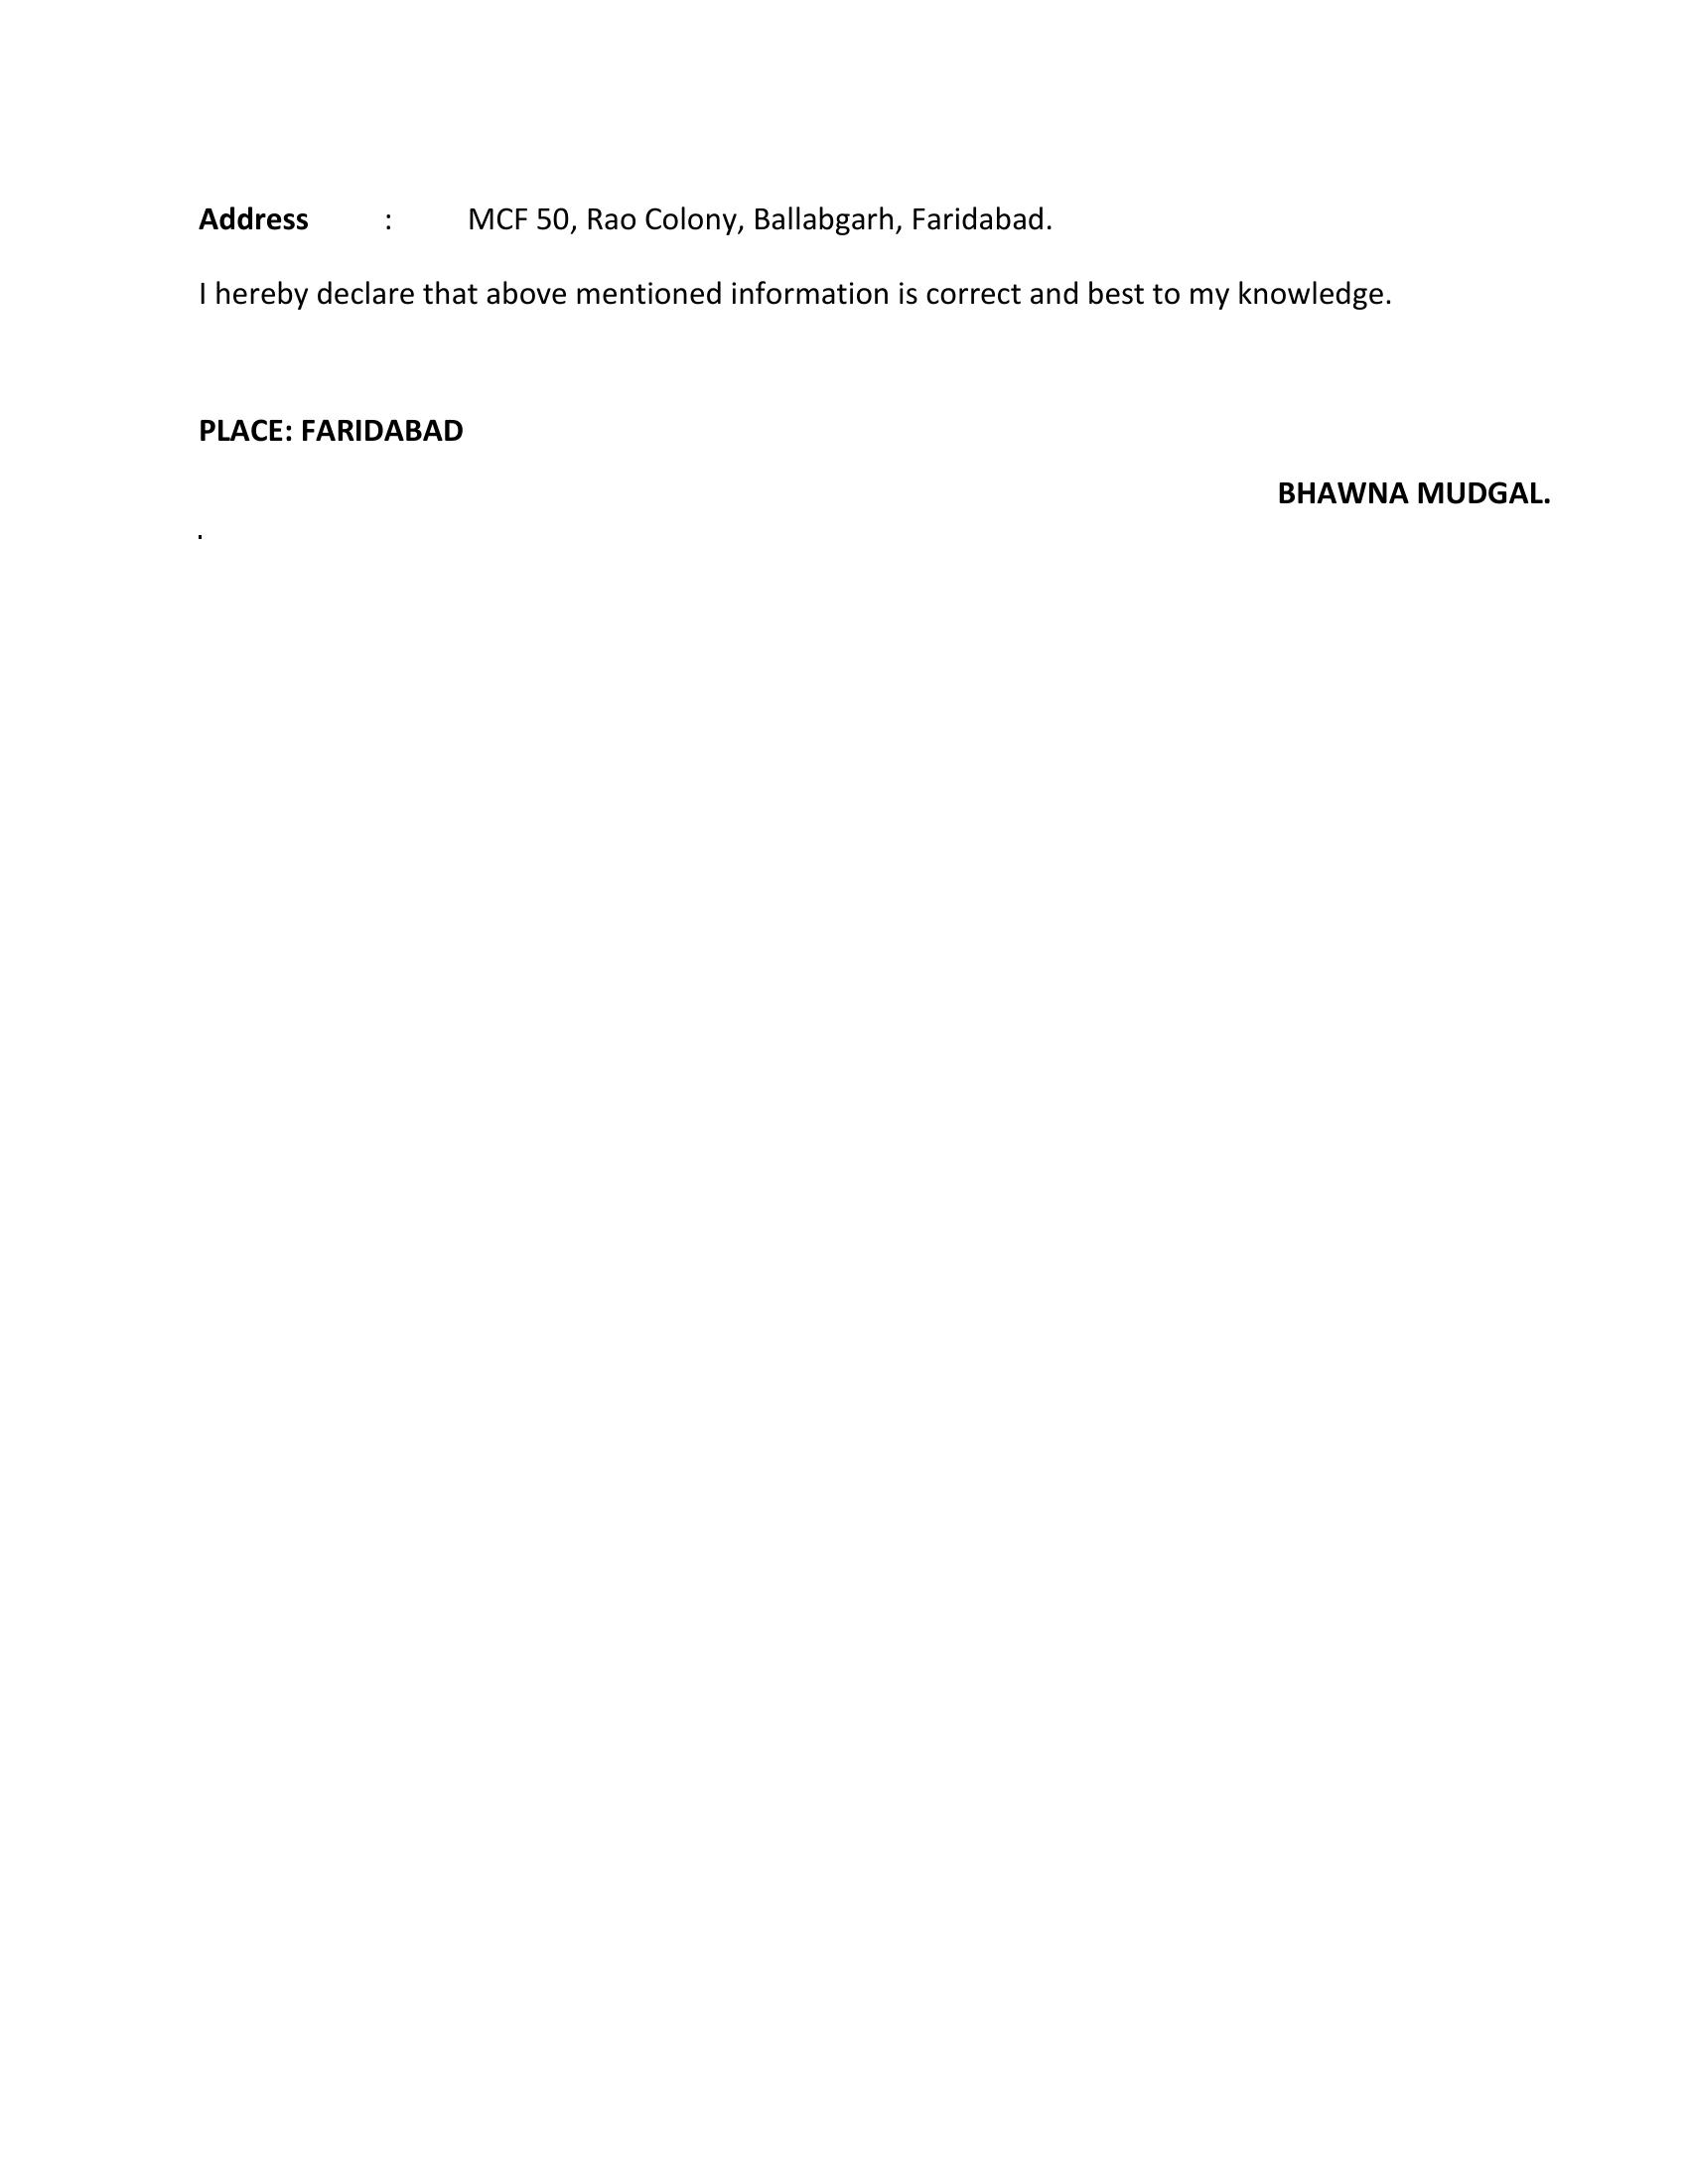 Address : MCF 50, Rao Colony, Ballabgarh, Faridabad.
I hereby declare that above mentioned information is correct and best to my knowledge.
PLACE: FARIDABAD
BHAWNA MUDGAL.
.